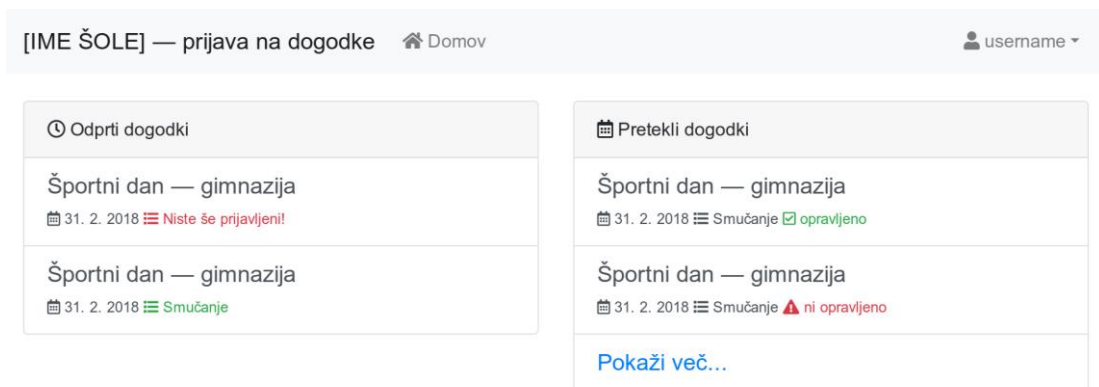 [IME ŠOLE] — prijava na dogodke Domov username
Odprti dogodki
Športni dan — gimnazija
31. 2. 2018 Niste še prijavljeni!
Športni dan — gimnazija
31. 2. 2018 Smučanje
Pretekli dogodki
Športni dan — gimnazija
31. 2. 2018 Smučanje opravljeno
Športni dan — gimnazija
31. 2. 2018 Smučanje ni opravljeno
Pokaži več...